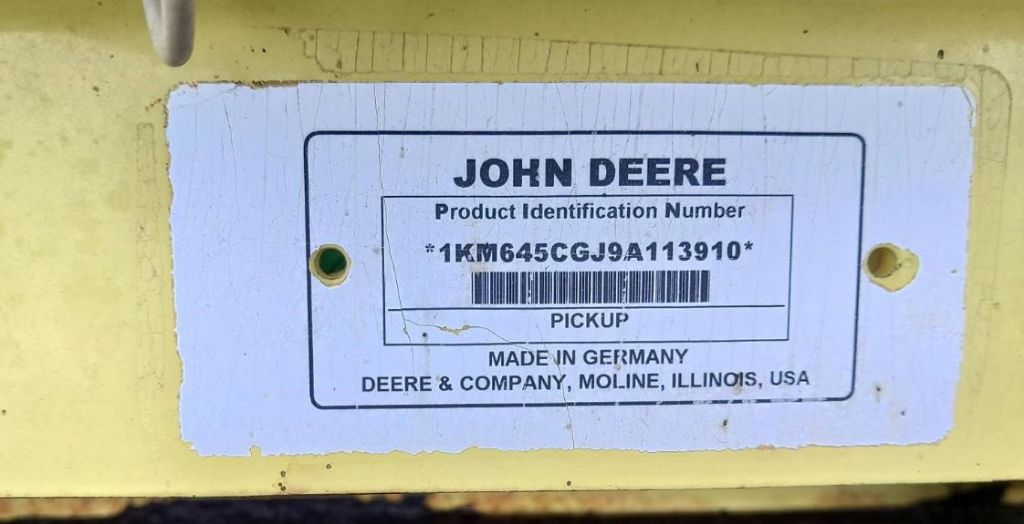 JOHN DEERE
Product Identification Number
*1KM645CGJ9A113910*
PICKUP
MADE IN GERMANY
DEERE & COMPANY, MOLINE, ILLINOIS, USA